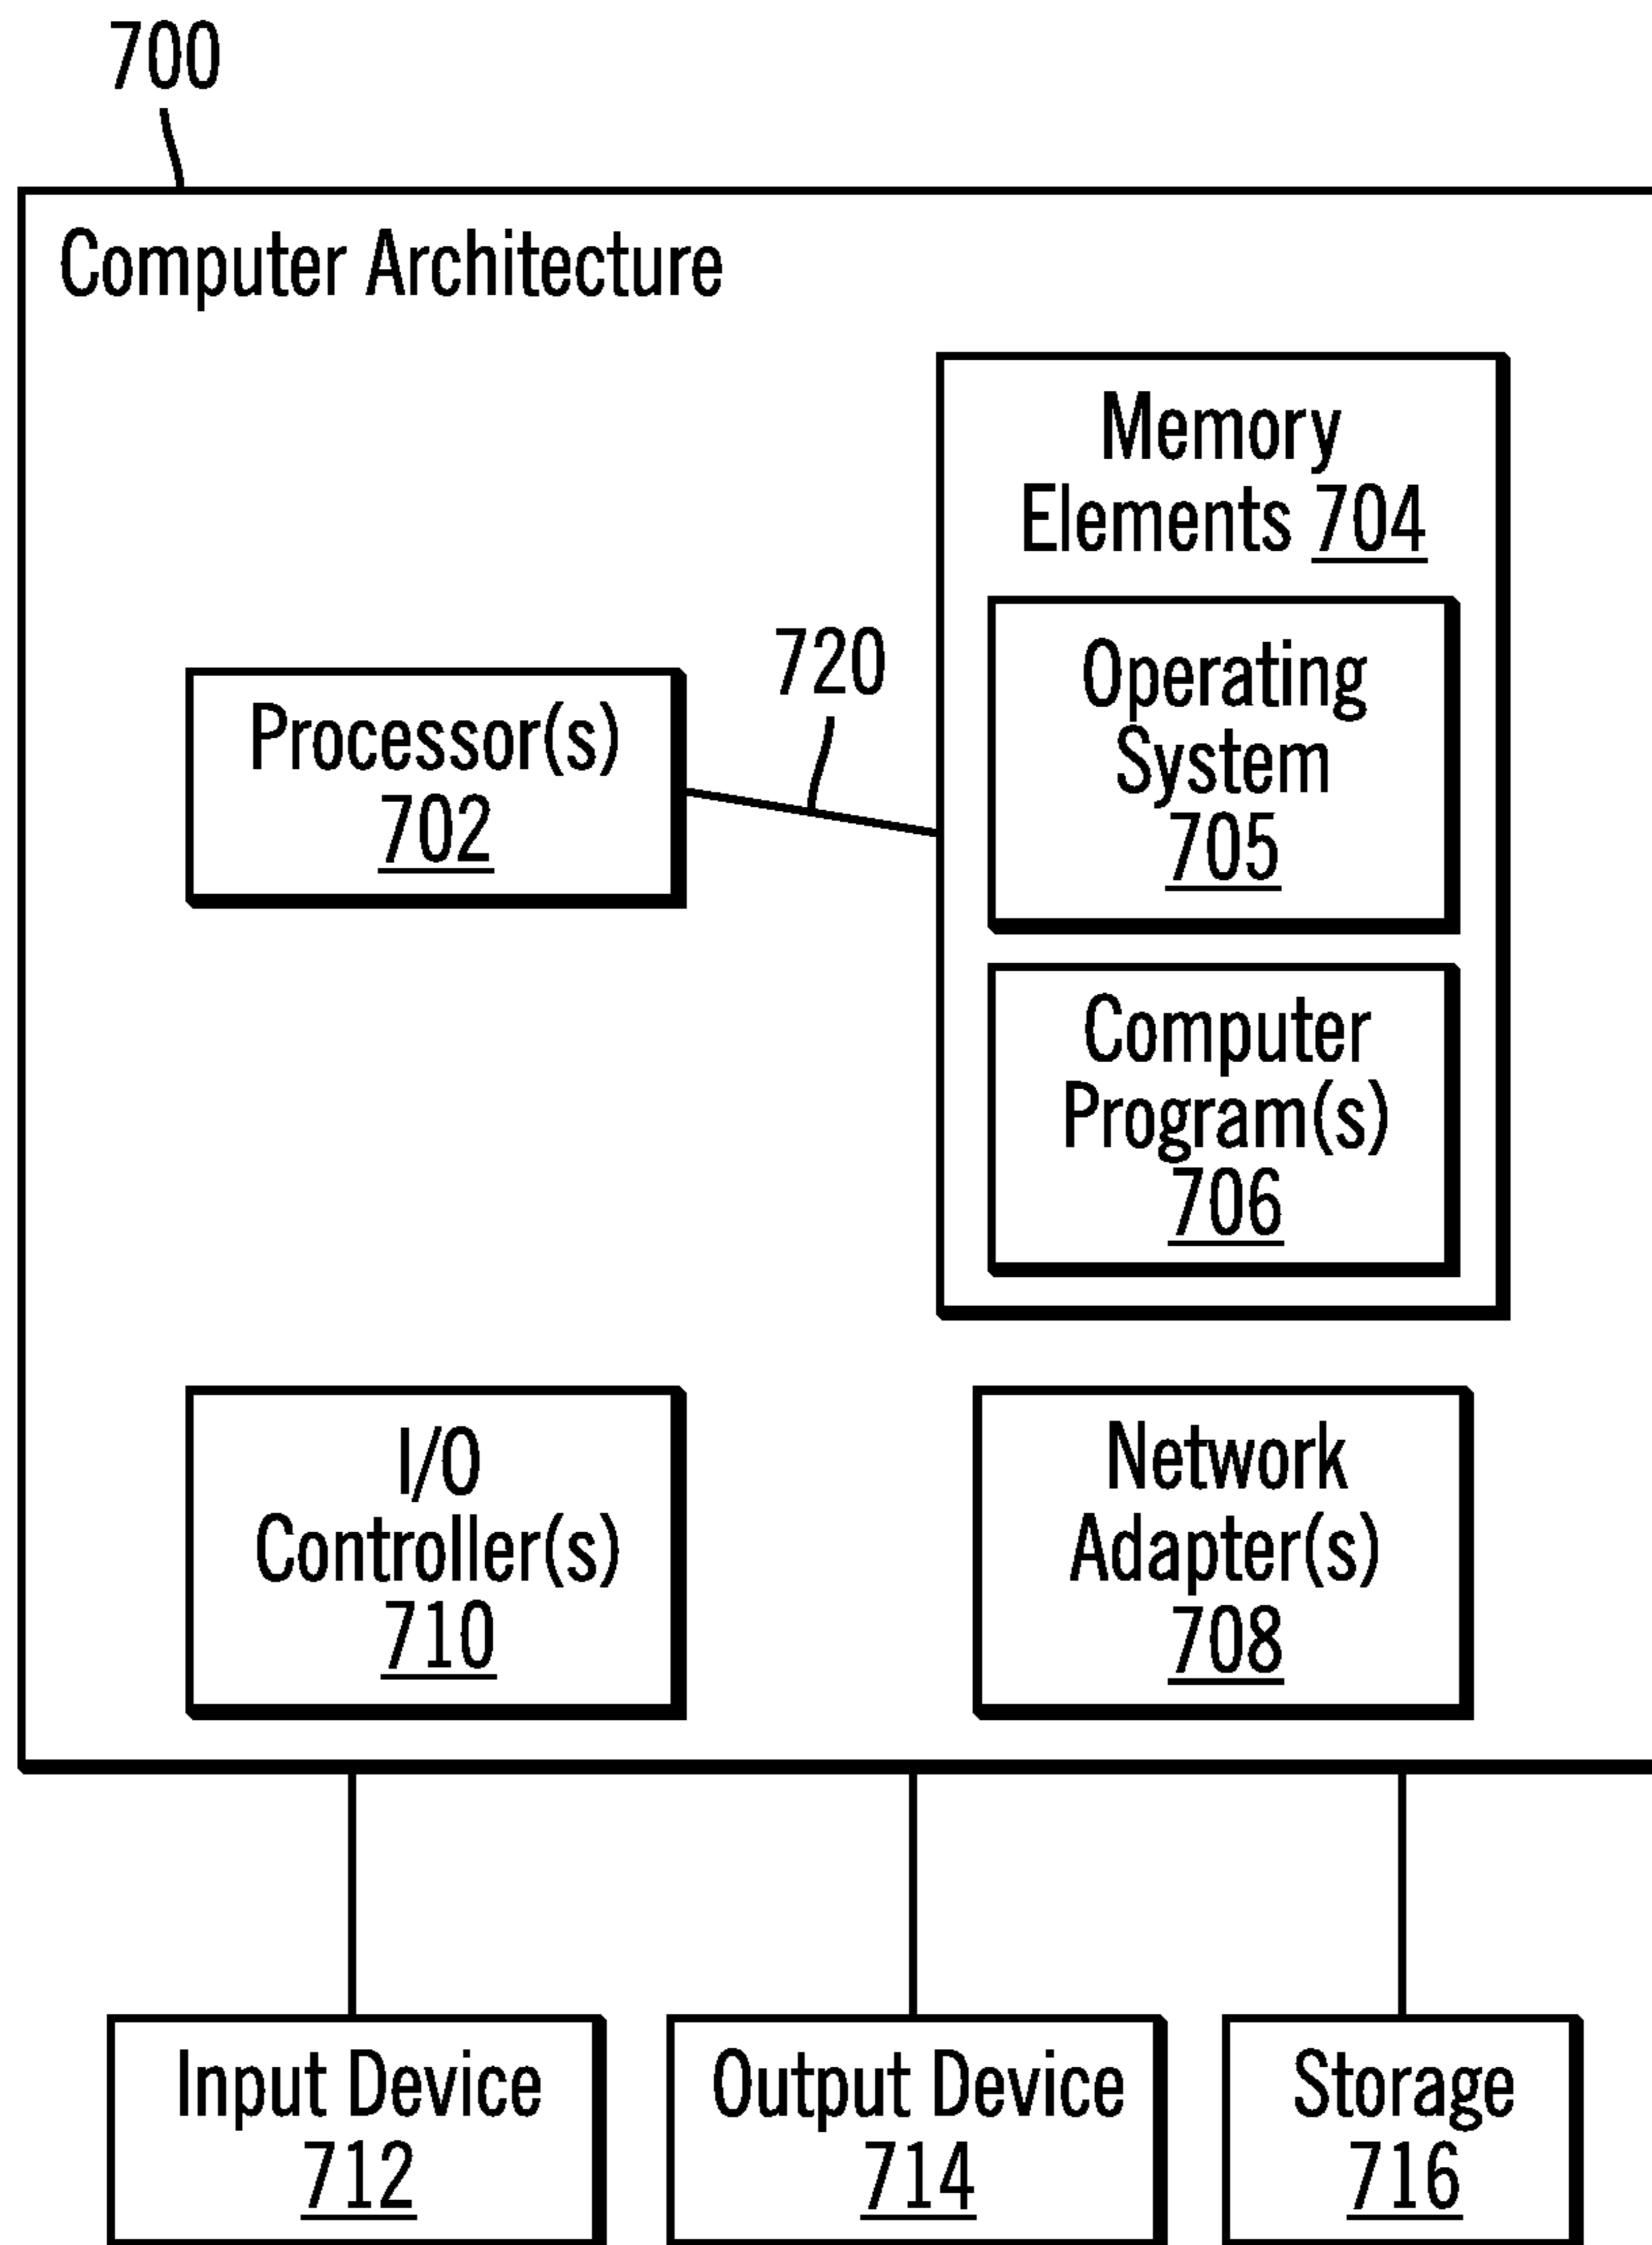 700
Computer Architecture
Memory
Elements 704
Operating
System
705
720
Processor(s)
702
Computer
Program(s)
706
I/O
Controller(s)
710
Network
Adapter(s)
708
Input Device
712
Output Device
714
Storage
716